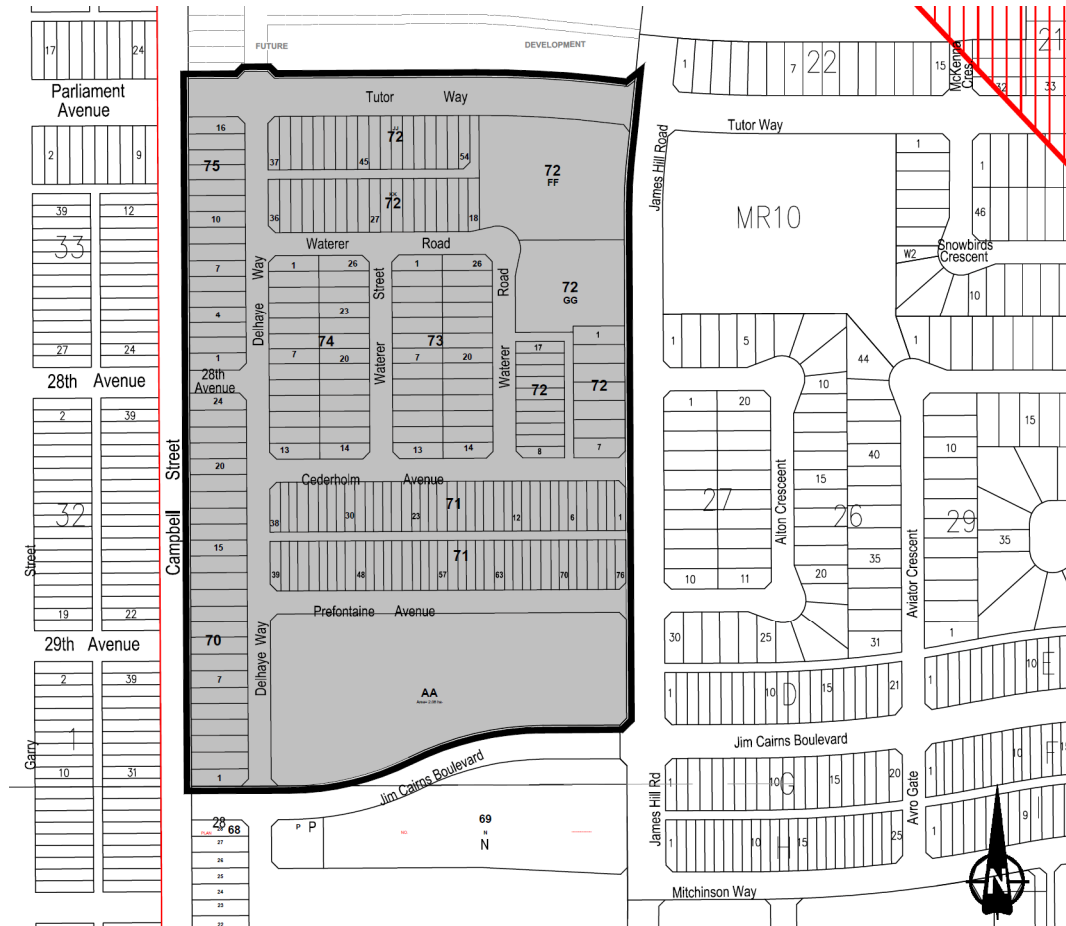 FUTURE DEVELOPMENT
17 24
1 7 22 15
McKenna
Cres
21
32 33
Parliament
Avenue
Tutor Way
Tutor Way
James Hill Road
2 9
16
75
10
7
4
1
37 45 54
JJ
72
36 27 18
KK
72
72
FF
MR10
1
1
46
Snowbirds
Crescent
W2
10
39 12
33
27 24
28th Avenue
Delhaye Way
Waterer Road
1 26
23
74
7 20
13 14
Waterer Street
1 26
73
7 20
13 14
Waterer Road
72
GG
17
72
8
1
72
7
1 5
10
44
1
15
28th
Avenue
24
20
15
70
7
1
2 39
32
19 22
Street
Campbell Street
29th Avenue
Cederholm Avenue
38 30 23 71 12 6 1
71
39 48 57 63 70 76
Prefontaine Avenue
Delhaye Way
AA
1 20
27
10 11
Alton Cresceent
15
26
20
40
35
31
Aviator Crescent
10
29
1
35
30 25
1 10 D 15 21
1 10 E
2 39
1
10 31
Garry
Jim Cairns Boulevard
Jim Cairns Boulevard
James Hill Rd
1 10 G 15 20
1 10 F 15
Avro Gate
1 10 H 15 25
1 9 I
28
PLAN 28 68
27
26
25
24
23
22
P P
NO.
69
N
N
Mitchinson Way
N